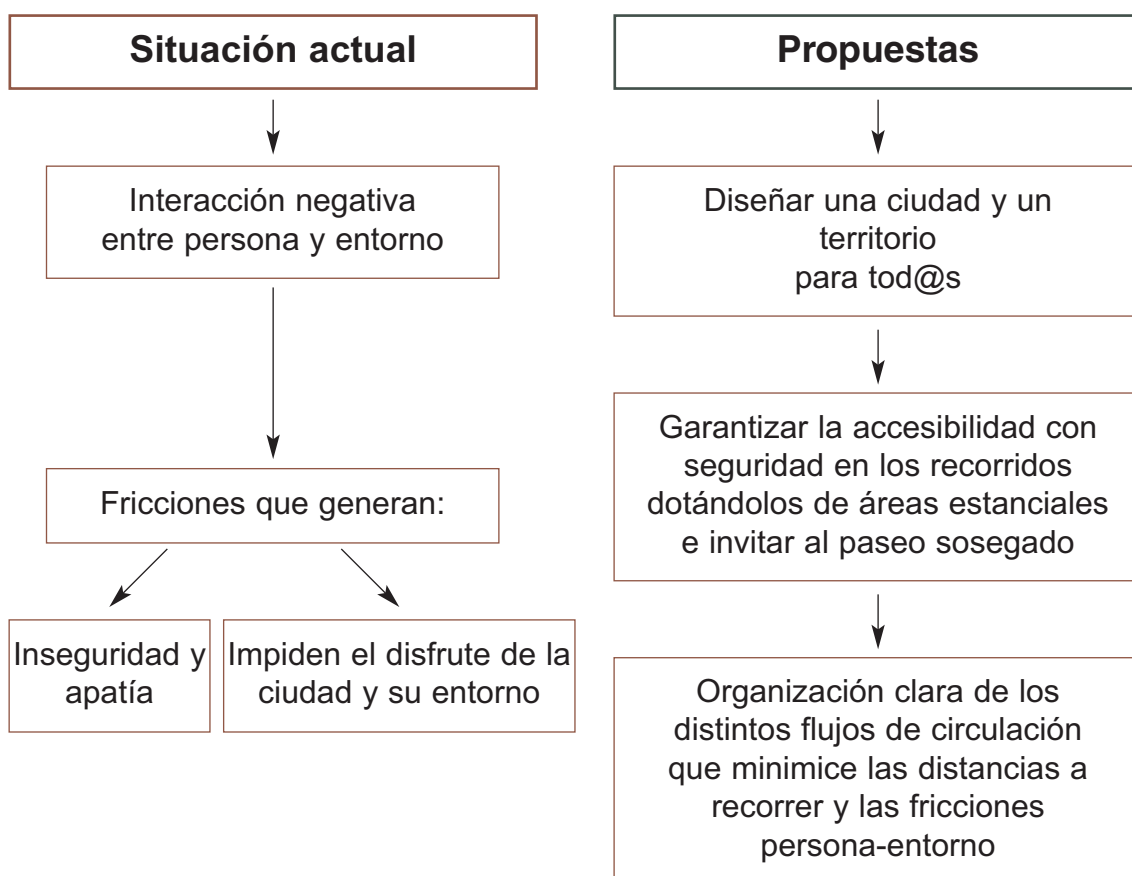 Situación actual
Interacción negativa
entre persona y entorno
Fricciones que generan:
Inseguridad y
apatía
Impiden el disfrute de la
ciudad y su entorno
Propuestas
Diseñar una ciudad y un
territorio
para tod@s
Garantizar la accesibilidad con
seguridad en los recorridos
dotándolos de áreas estanciales
e invitar al paseo sosegado
Organización clara de los
distintos flujos de circulación
que minimice las distancias a
recorrer y las fricciones
persona-entorno